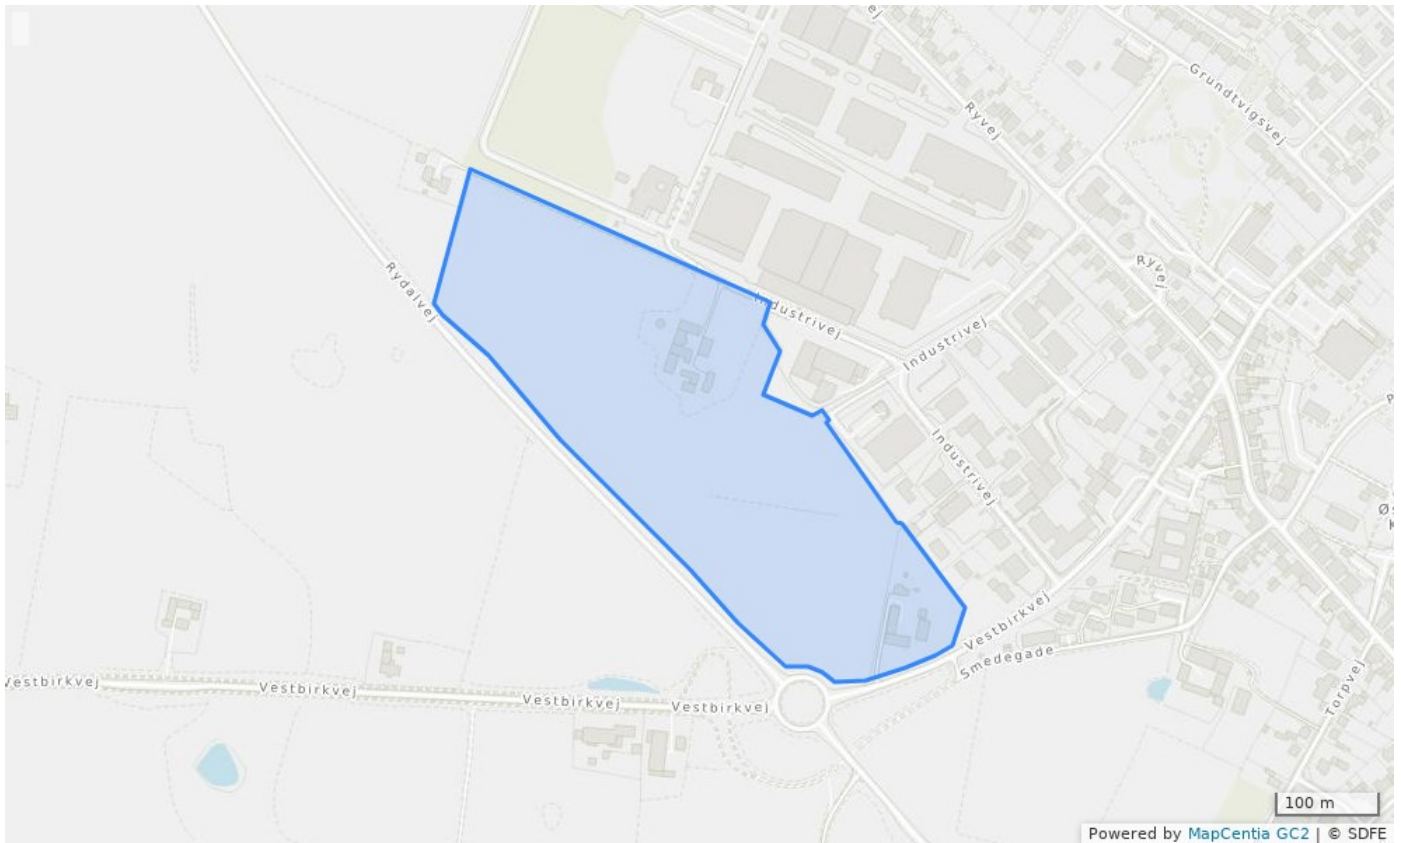 ej
Grundtvigsvej
Ryvej
Ryvej
Rydalvej
Industrivej
Industrivej
Industrivej
Vestbirkvej
Smedegade
Vestbirkvej
Vestbirkvej
Vestbirkvej
Vestbirkvej
Torpvej
100 m
Powered by MapCentia GC2 | © SDFE